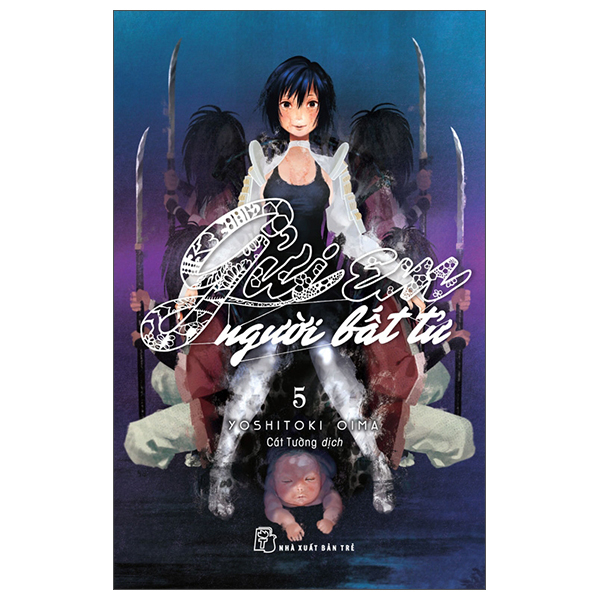 Gửi em
người bất tử
5
YOSHITOKI OIMA
Cát Tường dịch
NHÀ XUẤT BẢN TRẺ